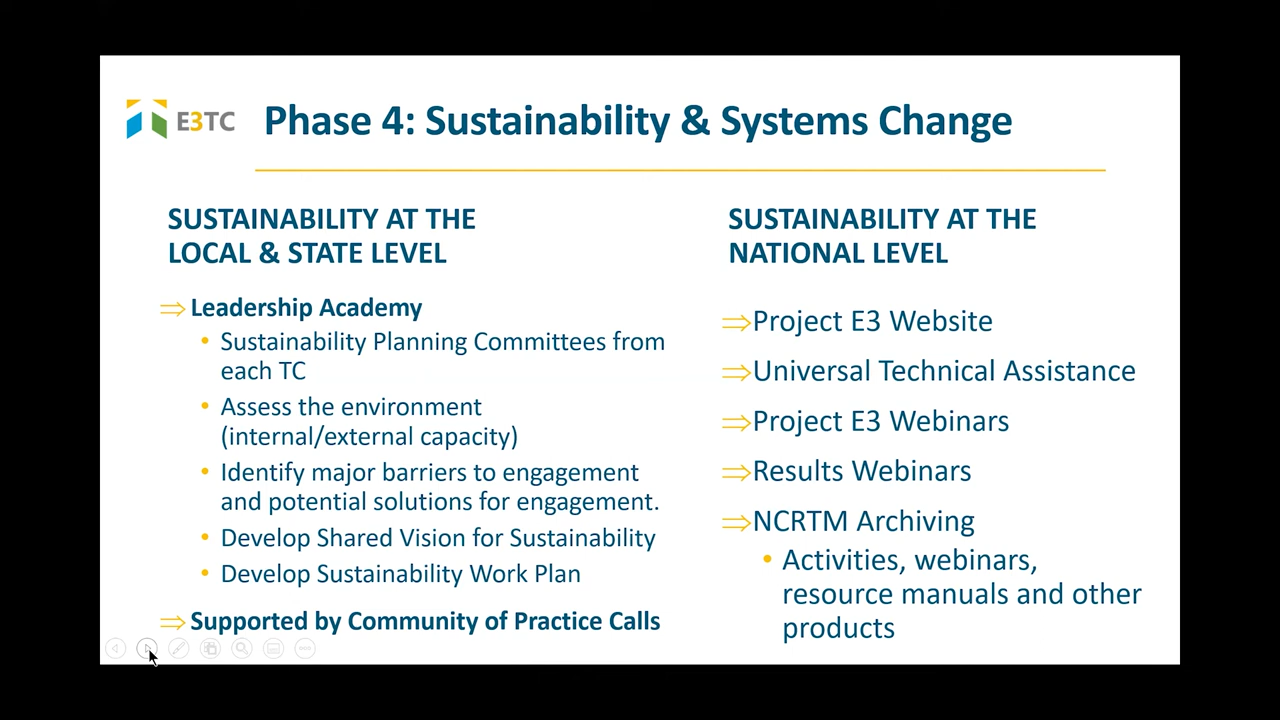 E3TC
Phase 4: Sustainability & Systems Change
SUSTAINABILITY AT THE
LOCAL & STATE LEVEL
⇒ Leadership Academy
• Sustainability Planning Committees from
each TC
• Assess the environment
(internal/external capacity)
• Identify major barriers to engagement
and potential solutions for engagement.
• Develop Shared Vision for Sustainability
• Develop Sustainability Work Plan
⇒ Supported by Community of Practice Calls
SUSTAINABILITY AT THE
NATIONAL LEVEL
⇒ Project E3 Website
⇒ Universal Technical Assistance
⇒ Project E3 Webinars
⇒ Results Webinars
⇒ NCRTM Archiving
• Activities, webinars,
resource manuals and other
products